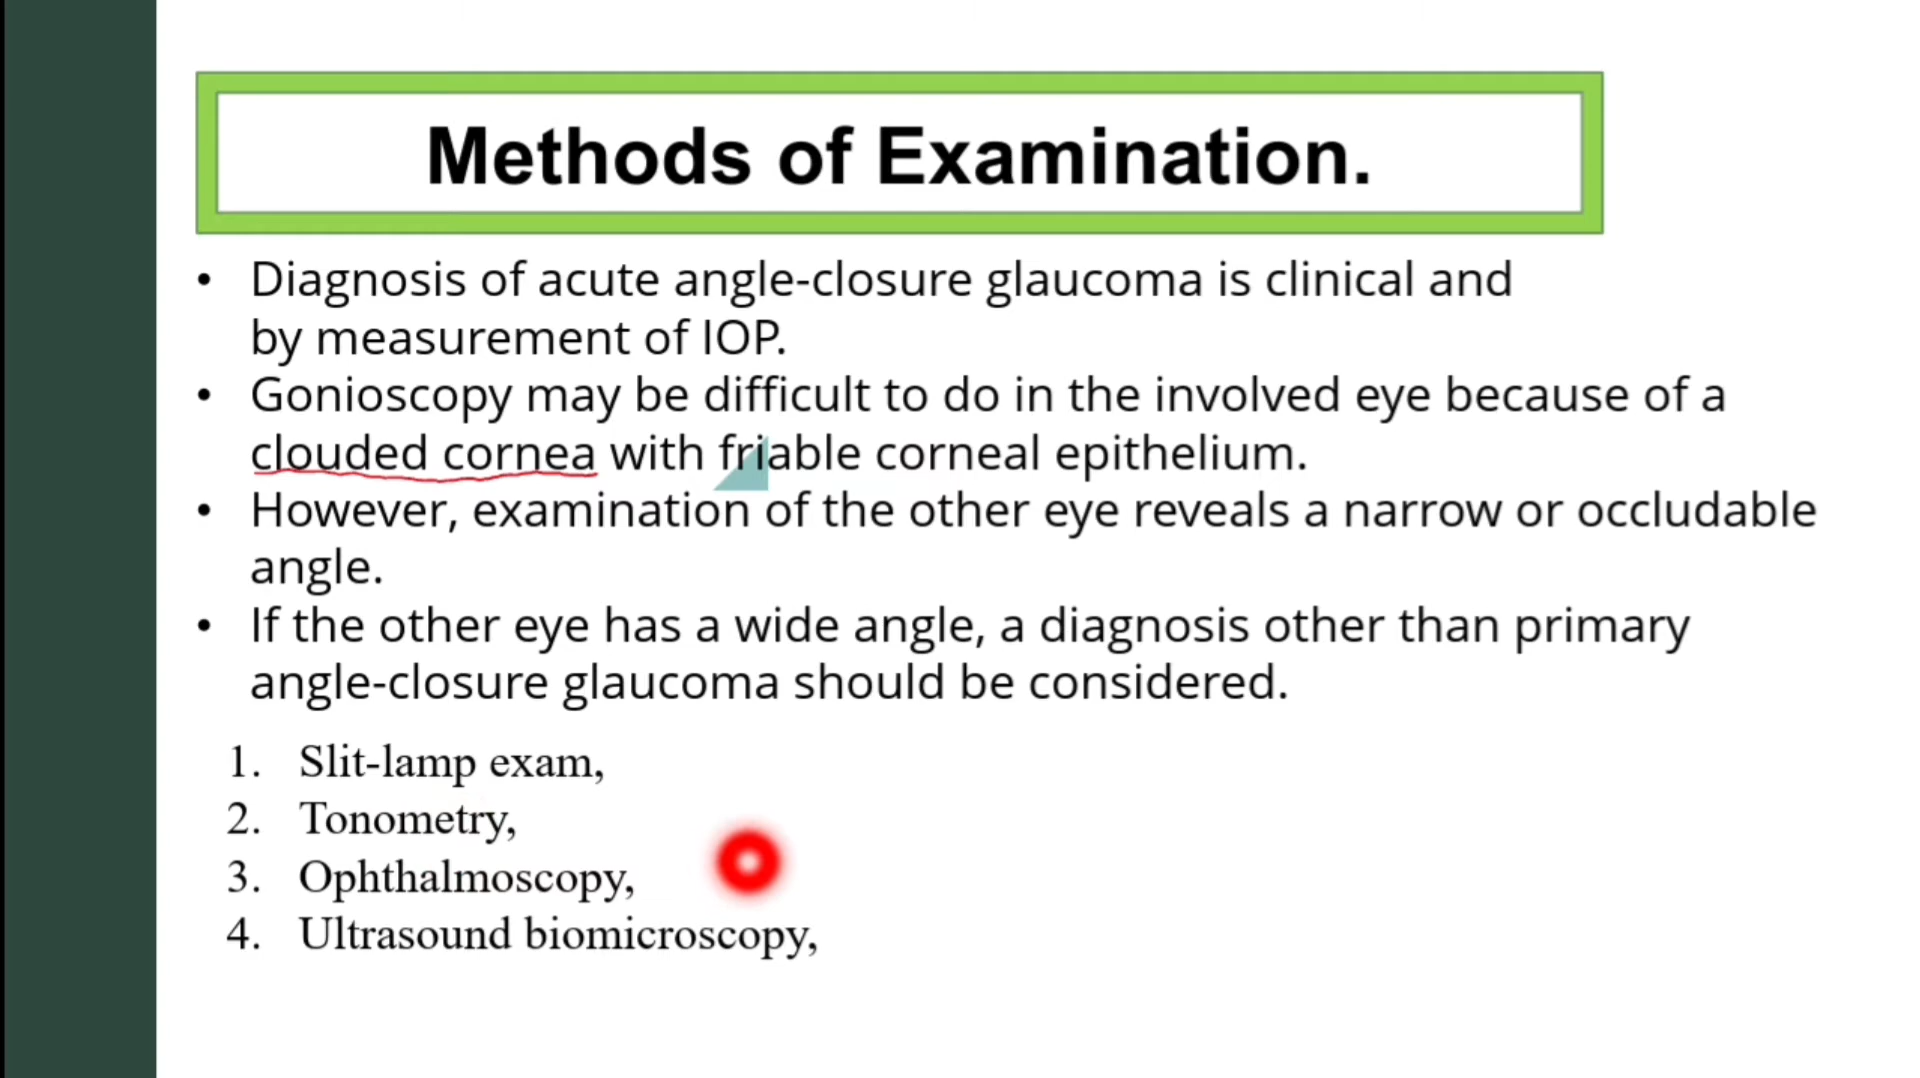 Methods of Examination.
• Diagnosis of acute angle-closure glaucoma is clinical and
by measurement of IOP.
• Gonioscopy may be difficult to do in the involved eye because of a
clouded cornea with friable corneal epithelium.
• However, examination of the other eye reveals a narrow or occludable
angle.
• If the other eye has a wide angle, a diagnosis other than primary
angle-closure glaucoma should be considered.
1. Slit-lamp exam,
2. Tonometry,
3. Ophthalmoscopy,
4. Ultrasound biomicroscopy,